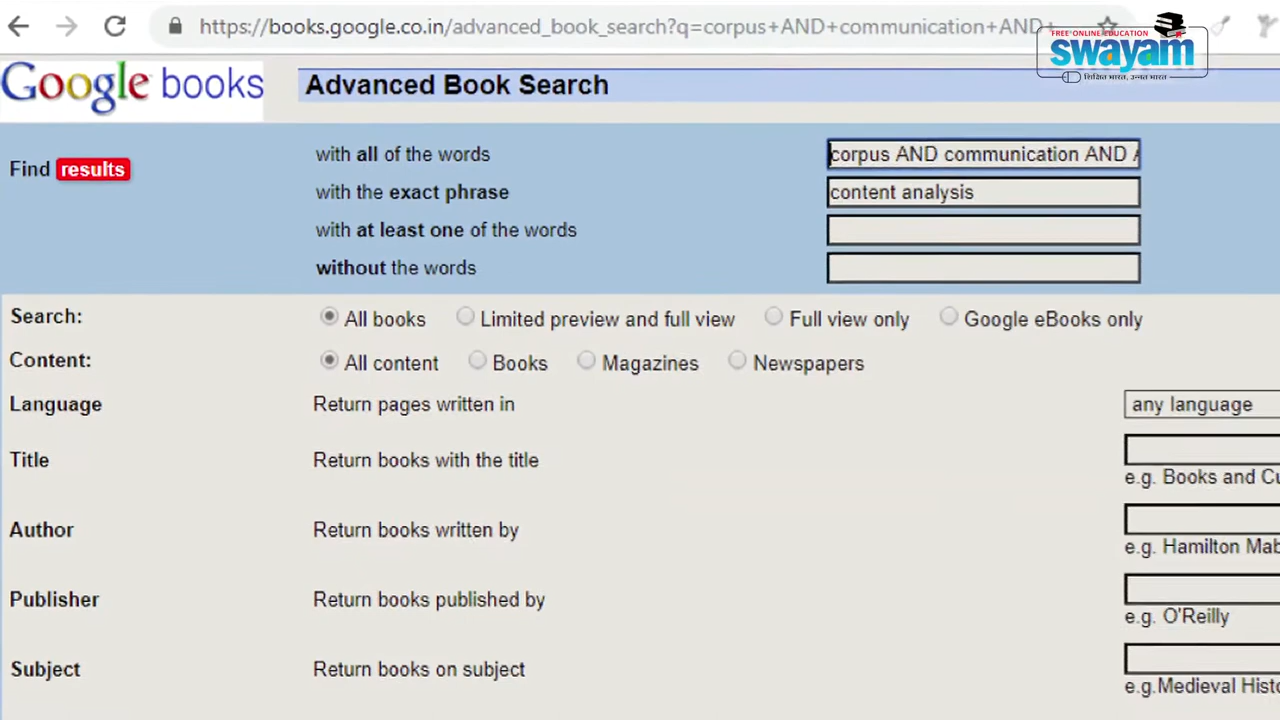 https://books.google.co.in/advanced_book_search?q=corpus+AND+communication+AND+
FREE ONLINE EDUCATION
swayam
शिक्षित भारत, उन्नत भारत
Google books
Advanced Book Search
Find results
with all of the words
corpus AND communication AND A
with the exact phrase
content analysis
with at least one of the words
without the words
Search:
All books
Limited preview and full view
Full view only
Google eBooks only
Content:
All content
Books
Magazines
Newspapers
Language
Return pages written in
any language
Title
Return books with the title
e.g. Books and Cu
Author
Return books written by
e.g. Hamilton Mab
Publisher
Return books published by
e.g. O'Reilly
Subject
Return books on subject
e.g.Medieval Histo